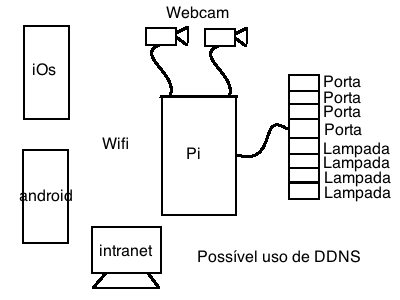 Webcam
iOs
Wifi
Pi
Porta
Porta
Porta
Porta
Lampada
Lampada
Lampada
Lampada
android
intranet
Possível uso de DDNS